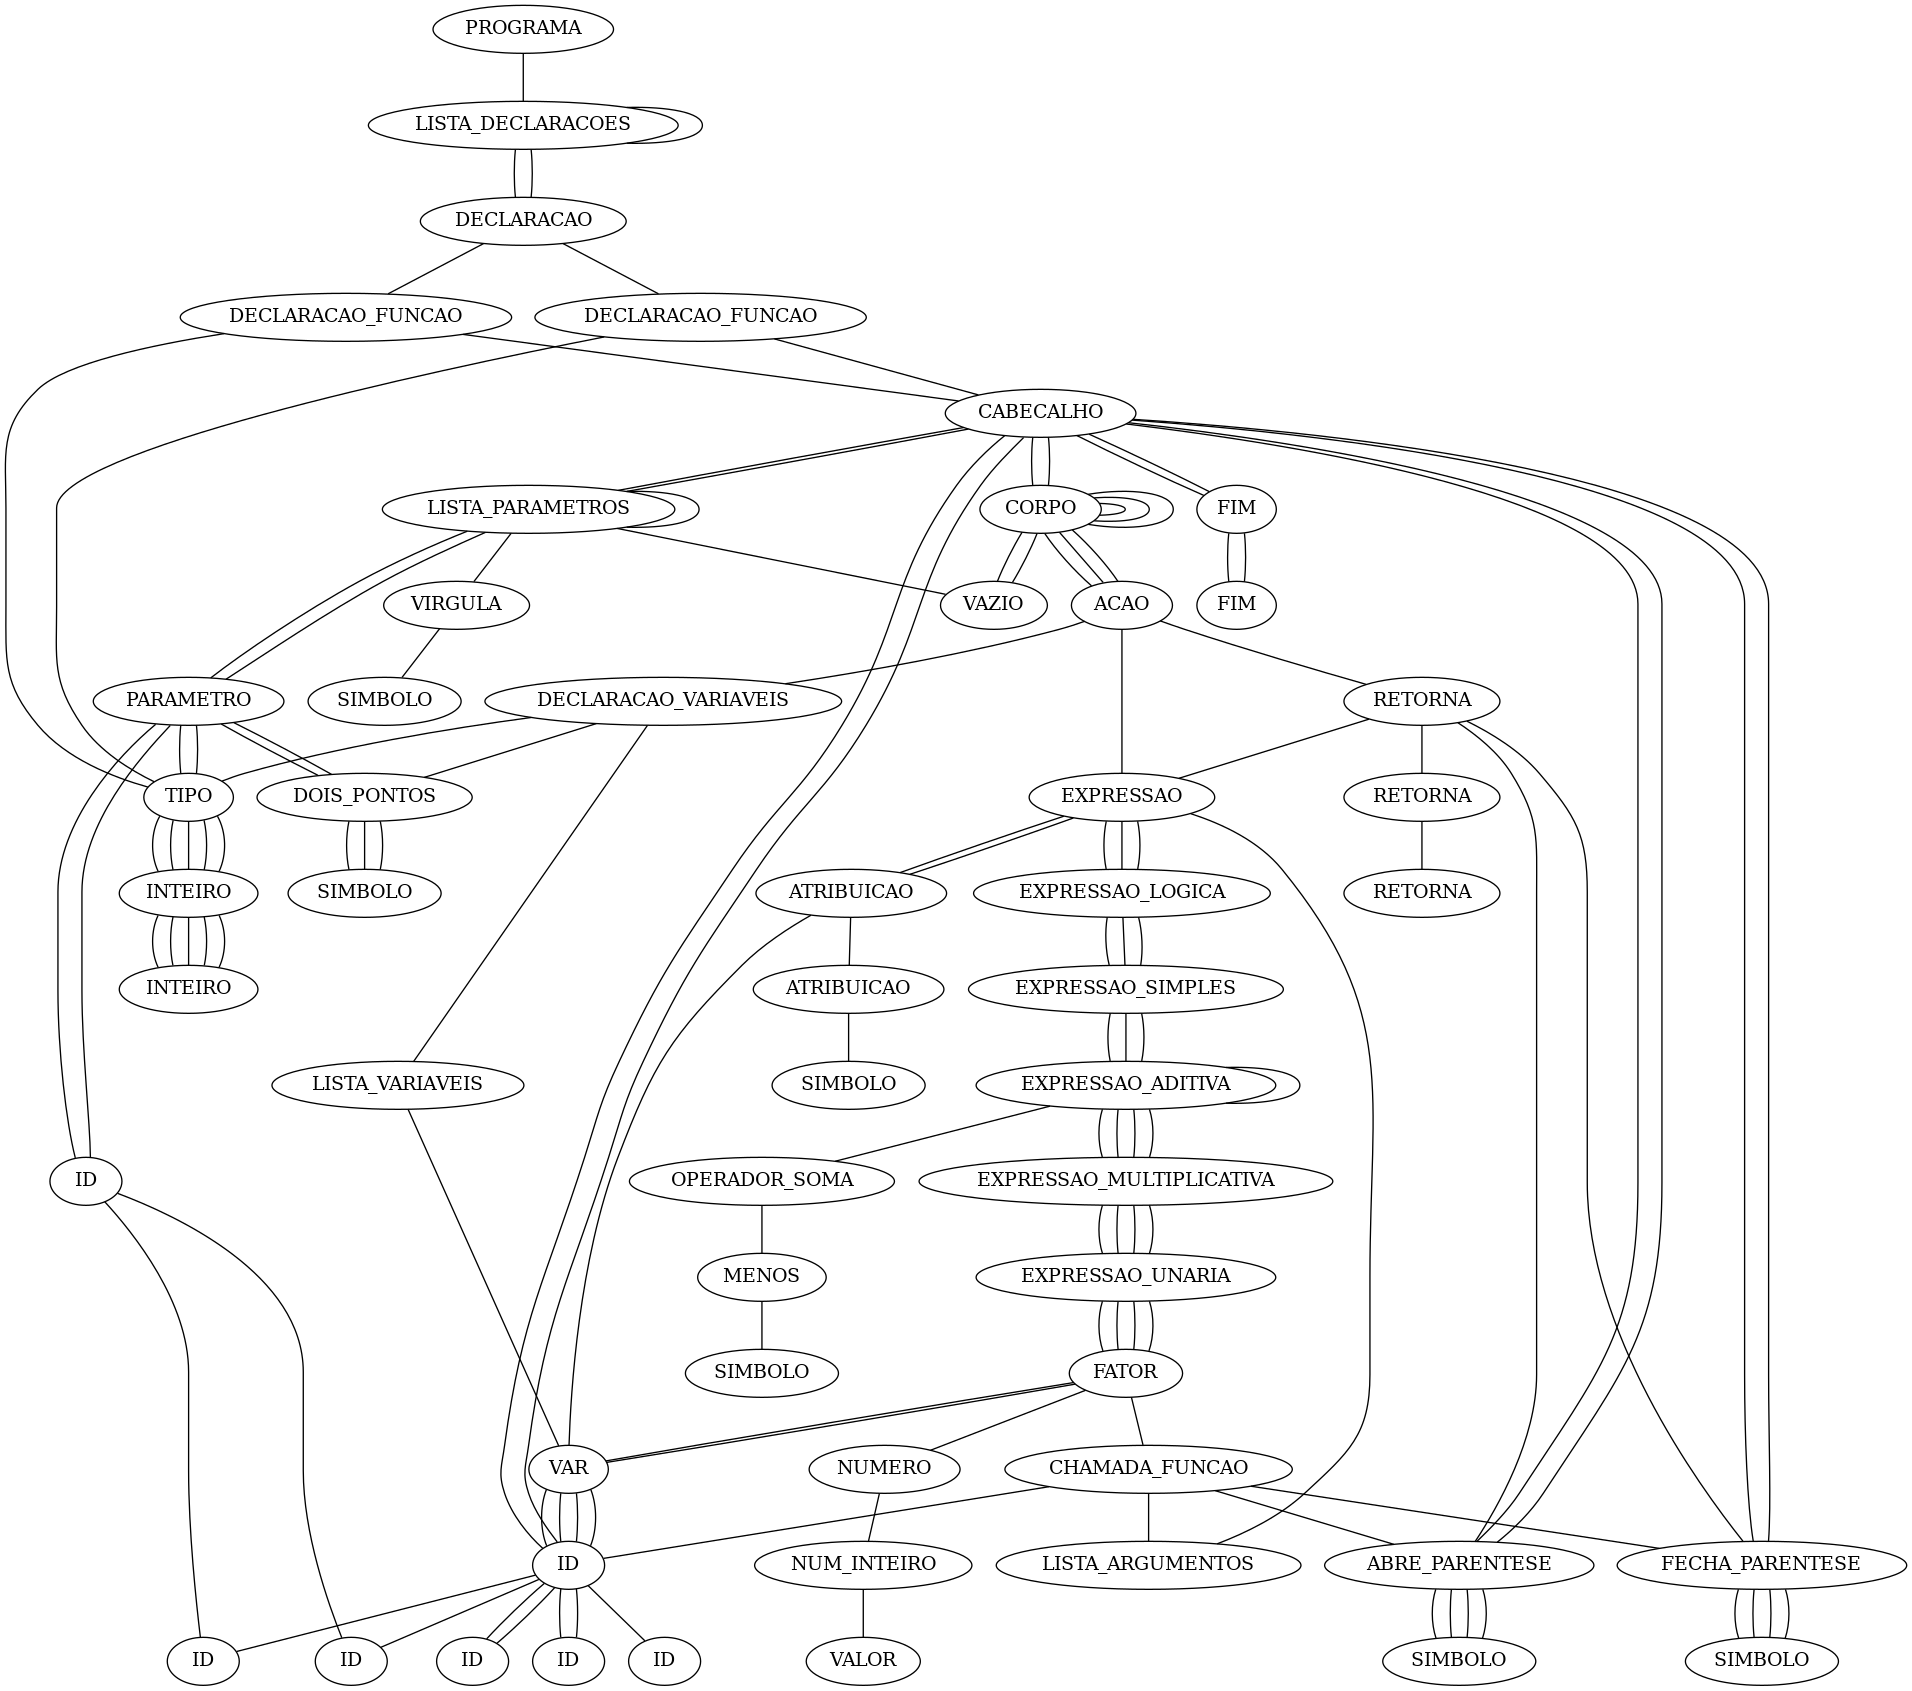 PROGRAMA
LISTA_DECLARACOES
DECLARACAO
DECLARACAO_FUNCAO
DECLARACAO_FUNCAO
CABECALHO
LISTA_PARAMETROS
CORPO
FIM
VIRGULA
VAZIO
ACAO
FIM
PARAMETRO
SIMBOLO
DECLARACAO_VARIAVEIS
RETORNA
TIPO
DOIS_PONTOS
EXPRESSAO
RETORNA
INTEIRO
SIMBOLO
ATRIBUICAO
EXPRESSAO_LOGICA
RETORNA
INTEIRO
ATRIBUICAO
EXPRESSAO_SIMPLES
LISTA_VARIAVEIS
SIMBOLO
EXPRESSAO_ADITIVA
ID
OPERADOR_SOMA
EXPRESSAO_MULTIPLICATIVA
MENOS
EXPRESSAO_UNARIA
SIMBOLO
FATOR
VAR
NUMERO
CHAMADA_FUNCAO
ID
NUM_INTEIRO
LISTA_ARGUMENTOS
ABRE_PARENTESE
FECHA_PARENTESE
ID
ID
ID
ID
ID
VALOR
SIMBOLO
SIMBOLO